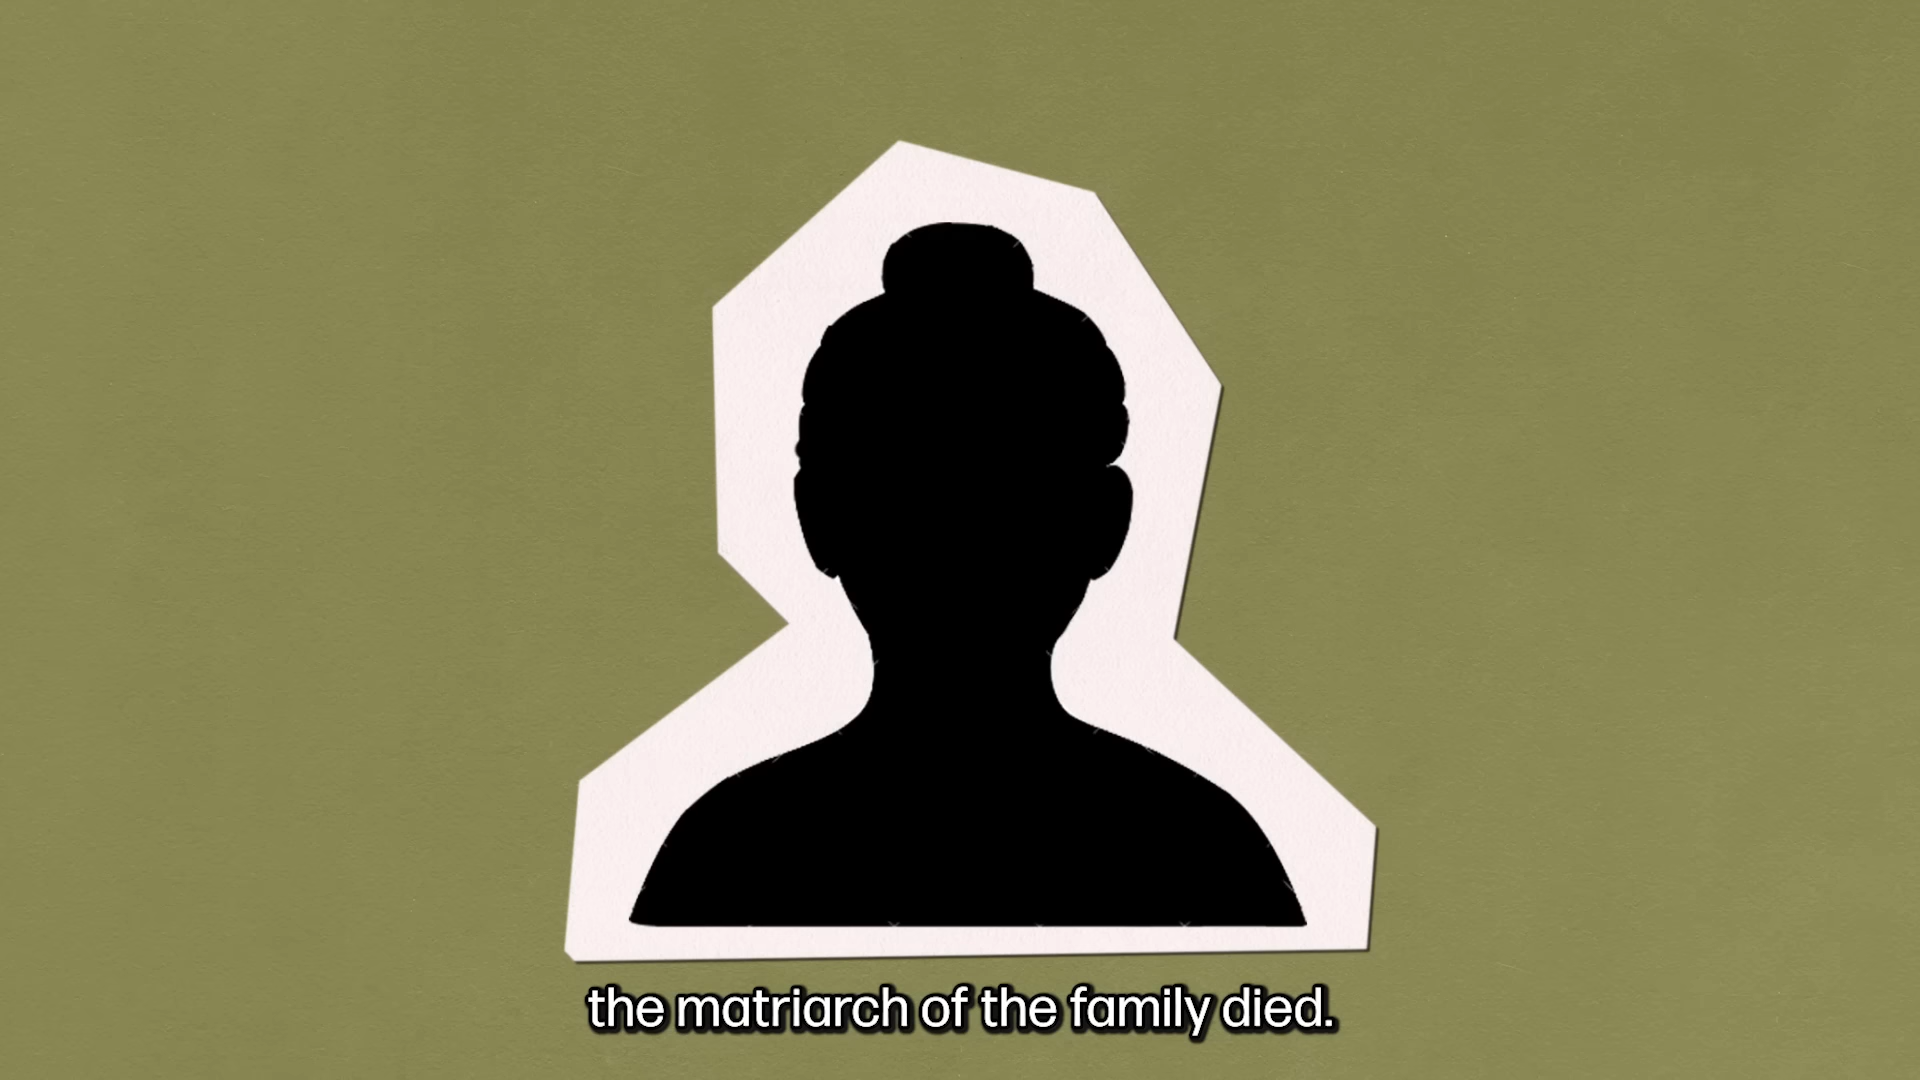 the matriarch of the family died.